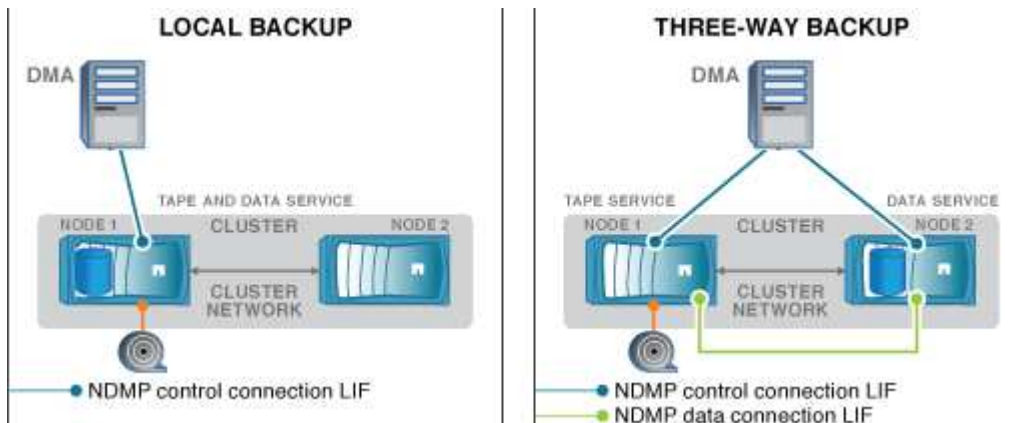 LOCAL BACKUP
DMA
TAPE AND DATA SERVICE
NODE 1
CLUSTER
NODE 2
CLUSTER
NETWORK
NDMP control connection LIF
THREE-WAY BACKUP
DMA
TAPE SERVICE
DATA SERVICE
NODE 1
CLUSTER
NODE 2
CLUSTER
NETWORK
NDMP control connection LIF
NDMP data connection LIF